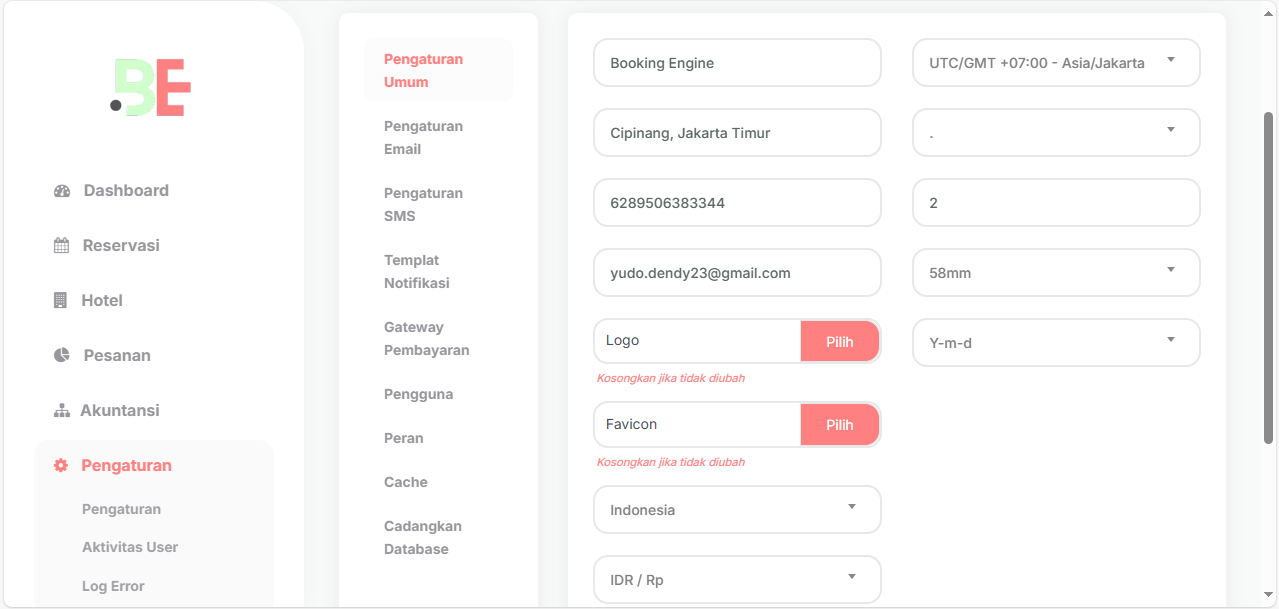 .BE
Dashboard
Reservasi
Hotel
Pesanan
Akuntansi
Pengaturan
Pengaturan
Aktivitas User
Log Error
Pengaturan
Umum
Pengaturan
Email
Pengaturan
SMS
Templat
Notifikasi
Gateway
Pembayaran
Pengguna
Peran
Cache
Cadangkan
Database
Booking Engine
Cipinang, Jakarta Timur
6289506383344
yudo.dendy23@gmail.com
Logo Pilih
Kosongkan jika tidak diubah
Favicon Pilih
Kosongkan jika tidak diubah
Indonesia
IDR / Rp
UTC/GMT +07:00 - Asia/Jakarta
.
2
58mm
Y-m-d